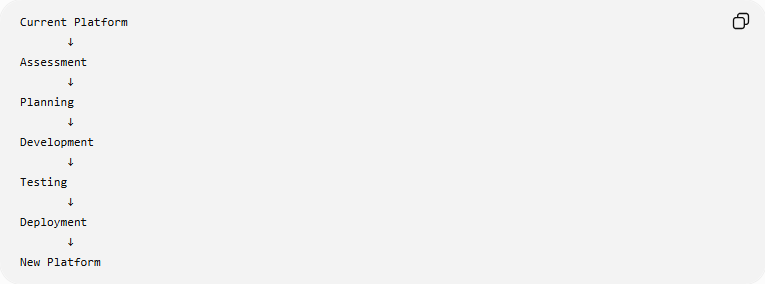 Current Platform
↓
Assessment
↓
Planning
↓
Development
↓
Testing
↓
Deployment
↓
New Platform